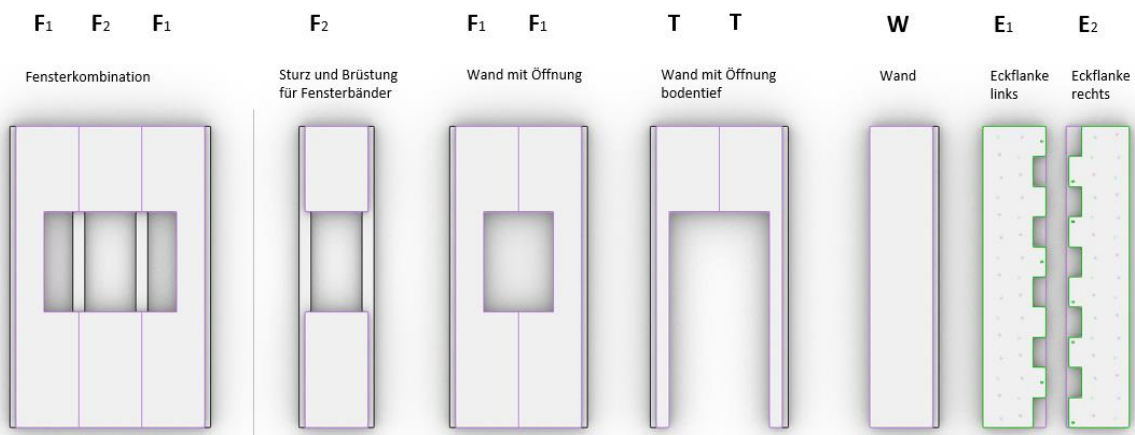 F1 F2 F1
Fensterkombination
F2
Sturz und Brüstung
für Fensterbänder
F1 F1
Wand mit Öffnung
T T
Wand mit Öffnung
bodentief
W
Wand
E1
Eckflanke
links
E2
Eckflanke
rechts